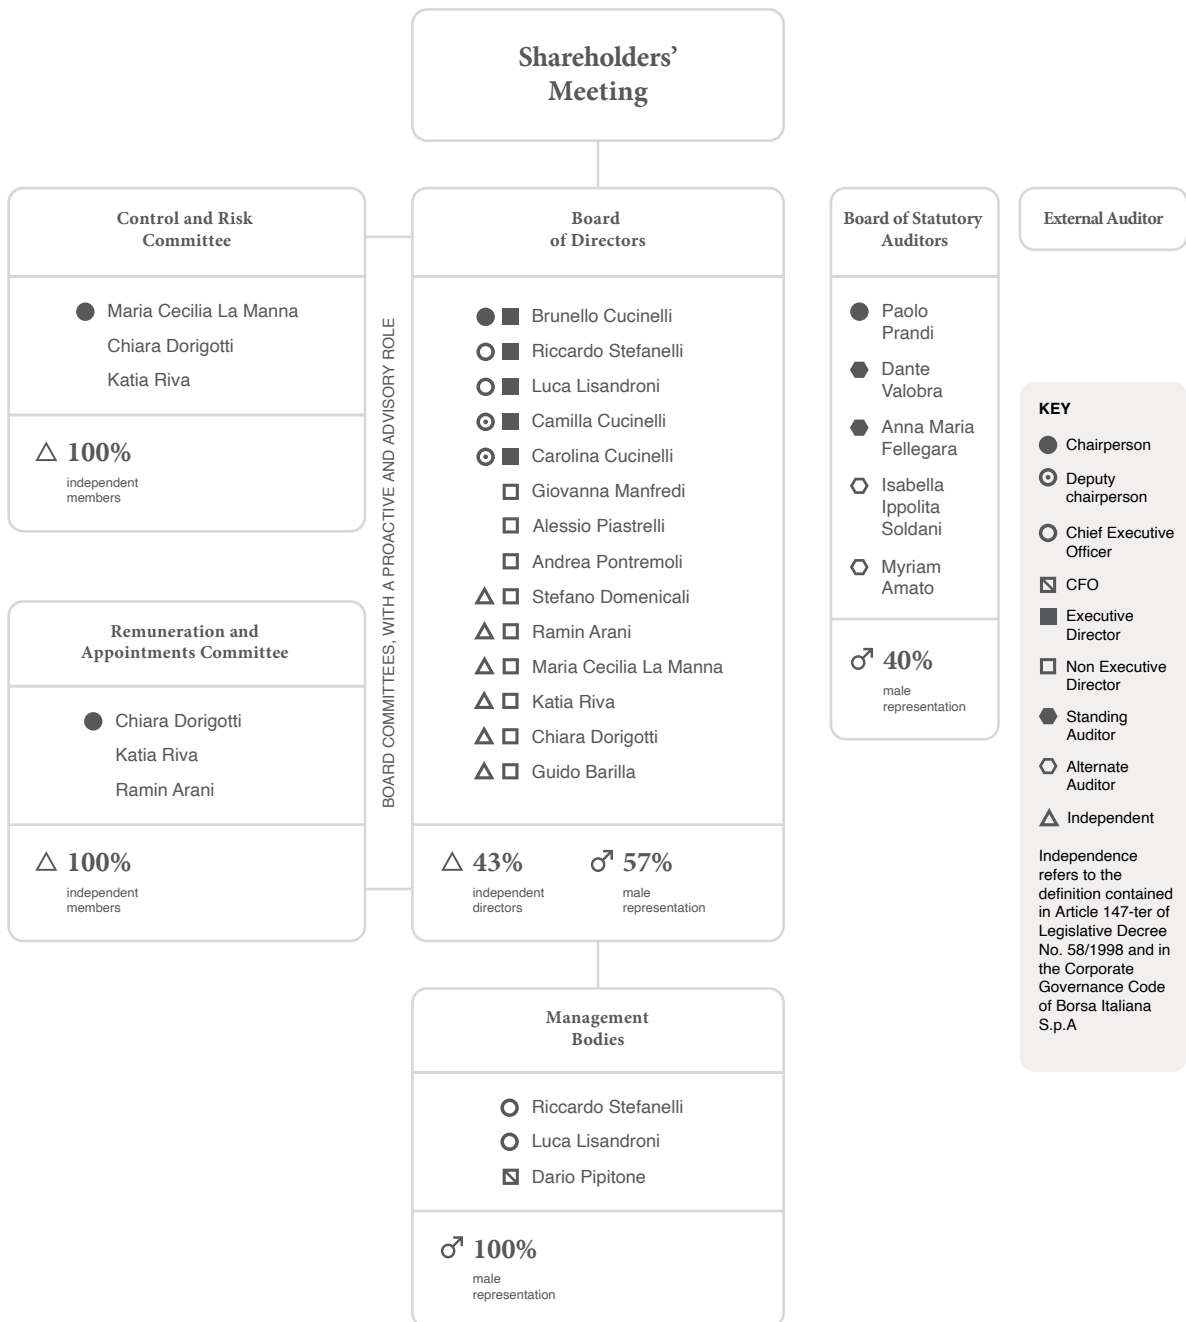 Shareholders’
Meeting
Control and Risk
Committee
Maria Cecilia La Manna
Chiara Dorigotti
Katia Riva
100%
independent
members
Remuneration and
Appointments Committee
Chiara Dorigotti
Katia Riva
Ramin Arani
100%
independent
members
BOARD COMMITTEES, WITH A PROACTIVE AND ADVISORY ROLE
Board
of Directors
Brunello Cucinelli
Riccardo Stefanelli
Luca Lisandroni
Camilla Cucinelli
Carolina Cucinelli
Giovanna Manfredi
Alessio Piastrelli
Andrea Pontremoli
Stefano Domenicali
Ramin Arani
Maria Cecilia La Manna
Katia Riva
Chiara Dorigotti
Guido Barilla
43%
independent
directors
57%
male
representation
Management
Bodies
Riccardo Stefanelli
Luca Lisandroni
Dario Pipitone
100%
male
representation
Board of Statutory
Auditors
Paolo
Prandi
Dante
Valobra
Anna Maria
Fellegara
Isabella
Ippolita
Soldani
Myriam
Amato
40%
male
representation
External Auditor
KEY
Chairperson
Deputy
chairperson
Chief Executive
Officer
CFO
Executive
Director
Non Executive
Director
Standing
Auditor
Alternate
Auditor
Independent
Independence
refers to the
definition contained
in Article 147-ter of
Legislative Decree
No. 58/1998 and in
the Corporate
Governance Code
of Borsa Italiana
S.p.A